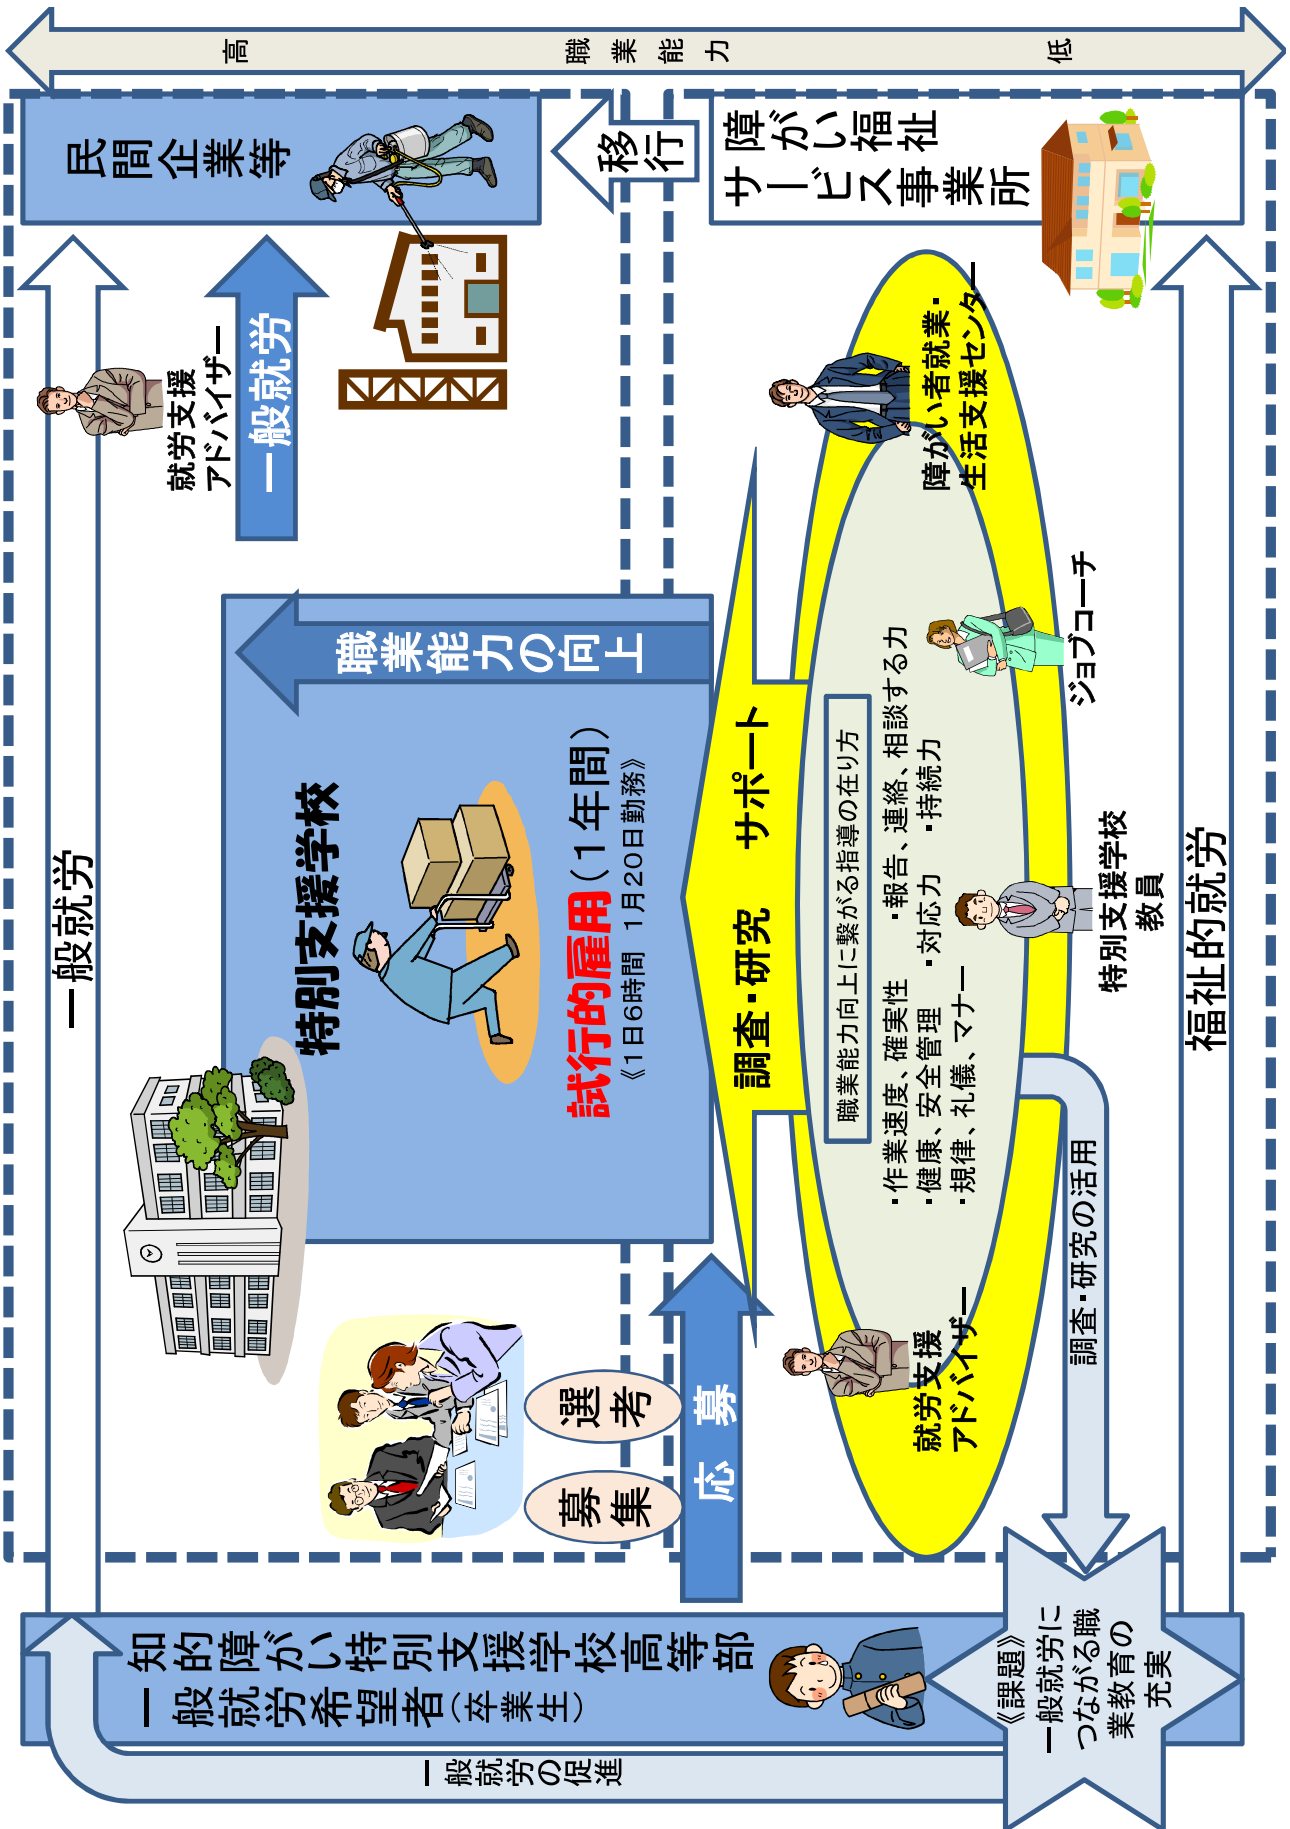 一般就労の促進
知的障がい特別支援学校高等部
一般就労希望者（卒業生）
《課題》
一般就労に
つながる職
業教育の
充実
一般就労
募集
選考
応募
特別支援学校
試行的雇用（１年間）
《１日６時間　１月２０日勤務》
職業能力の向上
就労支援
アドバイザー
一般就労
民間企業等
移行
障がい福祉
サービス事業所
高
職業能力
低
調査・研究　サポート
職業能力向上に繋がる指導の在り方
・作業速度、確実性　・報告、連絡、相談する力
・健康、安全管理　・対応力　・持続力
・規律、礼儀、マナー
就労支援
アドバイザー
特別支援学校
教員
ジョブコーチ
障がい者就業・
生活支援センター
調査・研究の活用
福祉的就労